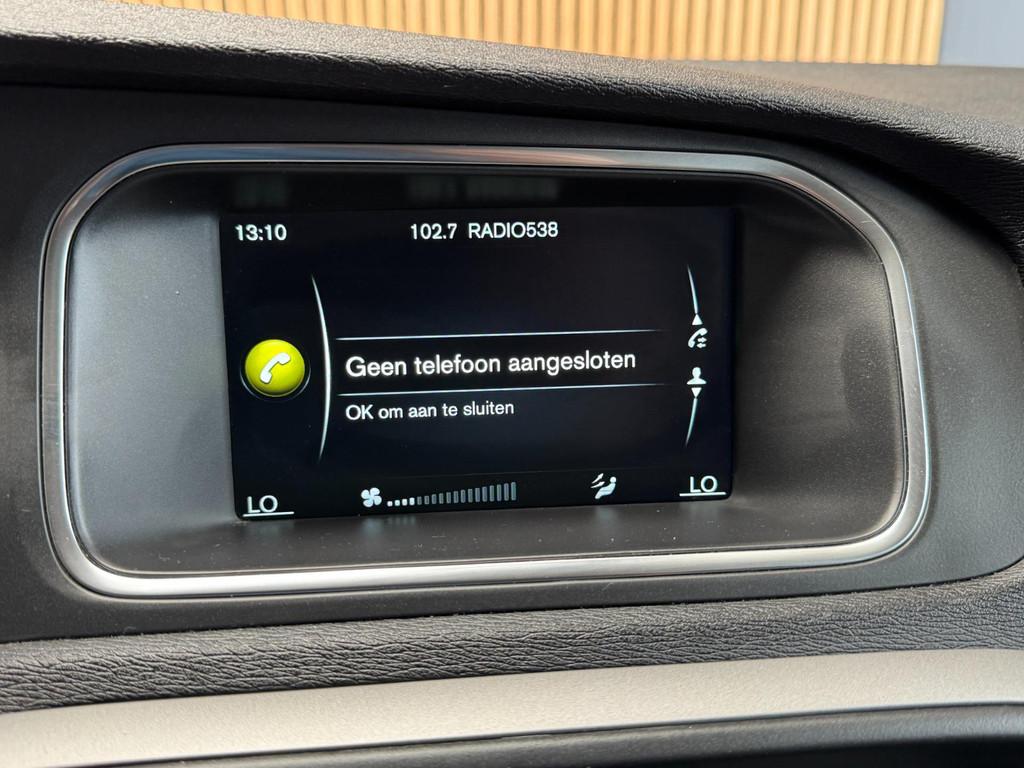 13:10 102.7 RADIO538
Geen telefoon aangesloten
OK om aan te sluiten
LO LO